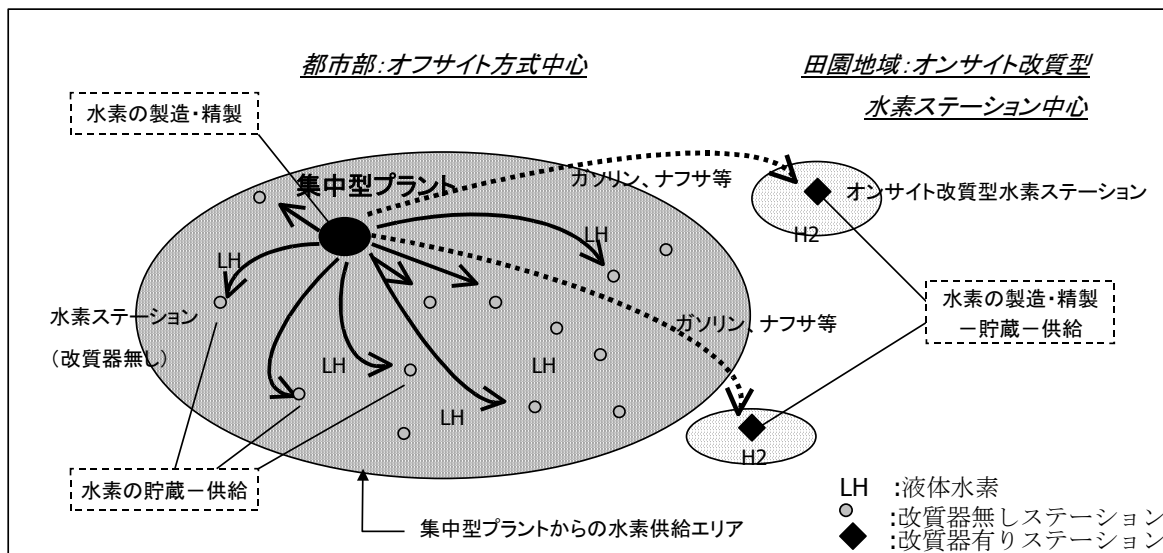 都市部：オフサイト方式中心
田園地域：オンサイト改質型
水素ステーション中心
水素の製造・精製
集中型プラント
ガソリン、ナフサ等
オンサイト改質型水素ステーション
H2
LH
LH
水素ステーション
（改質器無し）
ガソリン、ナフサ等
水素の製造・精製
－貯蔵－供給
LH
LH
LH
H2
水素の貯蔵－供給
集中型プラントからの水素供給エリア
LH :液体水素
:改質器無しステーション
:改質器有りステーション